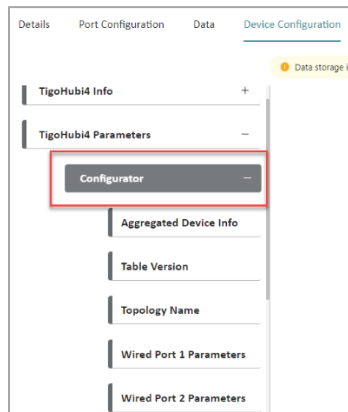 Details Port Configuration Data Device Configuration
Data storage i
TigoHubi4 Info +
TigoHubi4 Parameters −
Configurator −
Aggregated Device Info
Table Version
Topology Name
Wired Port 1 Parameters
Wired Port 2 Parameters